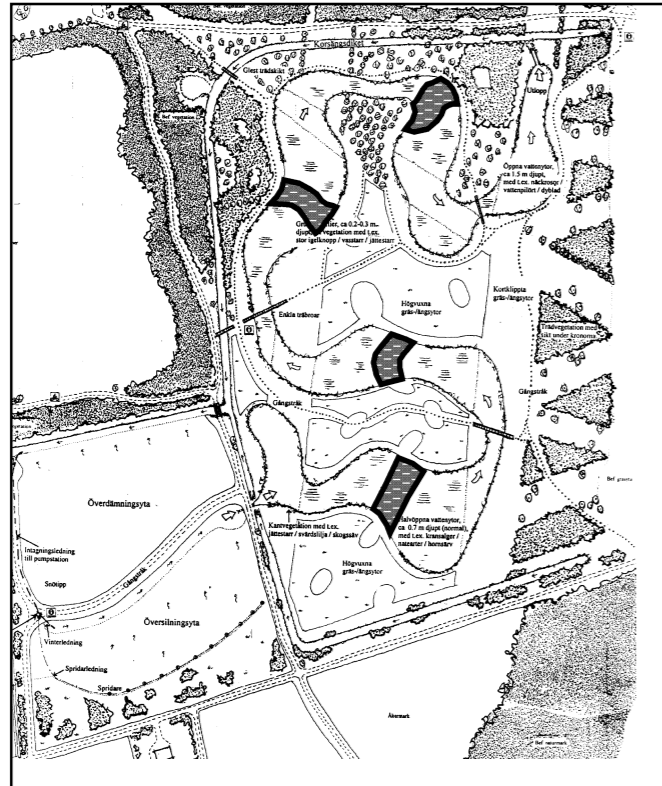 Bef vegetation
Korsängsdiket
Glest trädskikt
Utlopp
Bef vegetation
Öppna vattenytor,
ca 1.5 m djupt,
med t.ex. näckrosor /
vattenpilört / dyblad
ca 0.2-0.3 m
djupt, vegetation med t.ex.
stor igelknopp / vasstarr / jättestarr
Kortklippta
gräs-/ängsytor
Högvuxna
gräs-/ängsytor
Enkla träbroar
Trädvegetation med
sikt under kronorna
Gångstråk
Gångstråk
Överdämningsyta
Kantvegetation med t.ex.
jättestarr / svärdslilja / skogssäv
Halvöppna vattenytor,
ca 0.7 m djupt (normal),
med t.ex. kransalger /
natearter / hornsärv
Intagningsledning
till pumpstation
Gångstråk
Snötipp
Högvuxna
gräs-/ängsytor
Översilningsyta
Vinterledning
Spridarledning
Spridare
Åkermark
Bef naturmark